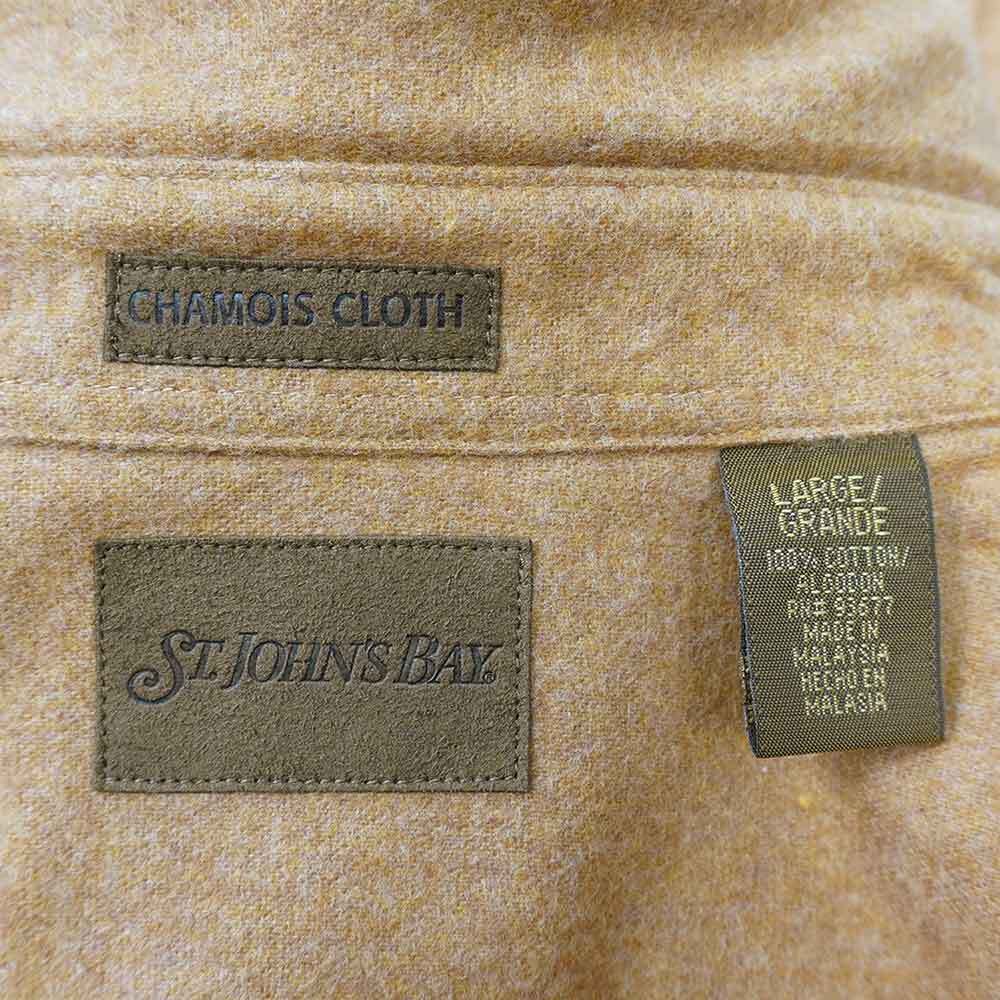 CHAMOIS CLOTH
ST. JOHN'S BAY®
LARGE/
GRANDE
100% COTTON/
ALGODON
RN# 93677
MADE IN
MALAYSIA
HECHO EN
MALASIA